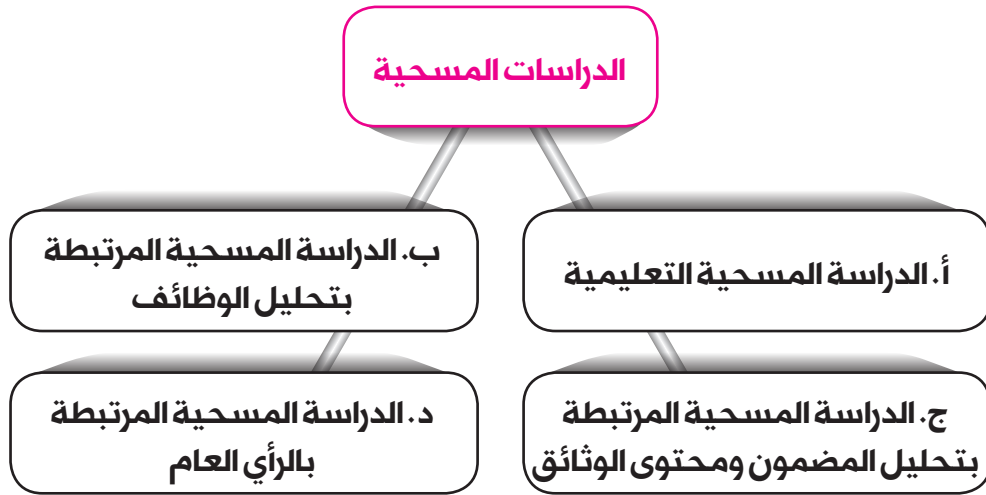 الدراسات المسحية
أ. الدراسة المسحية التعليمية
ب. الدراسة المسحية المرتبطة
بتحليل الوظائف
ج. الدراسة المسحية المرتبطة
بتحليل المضمون ومحتوى الوثائق
د. الدراسة المسحية المرتبطة
بالرأي العام